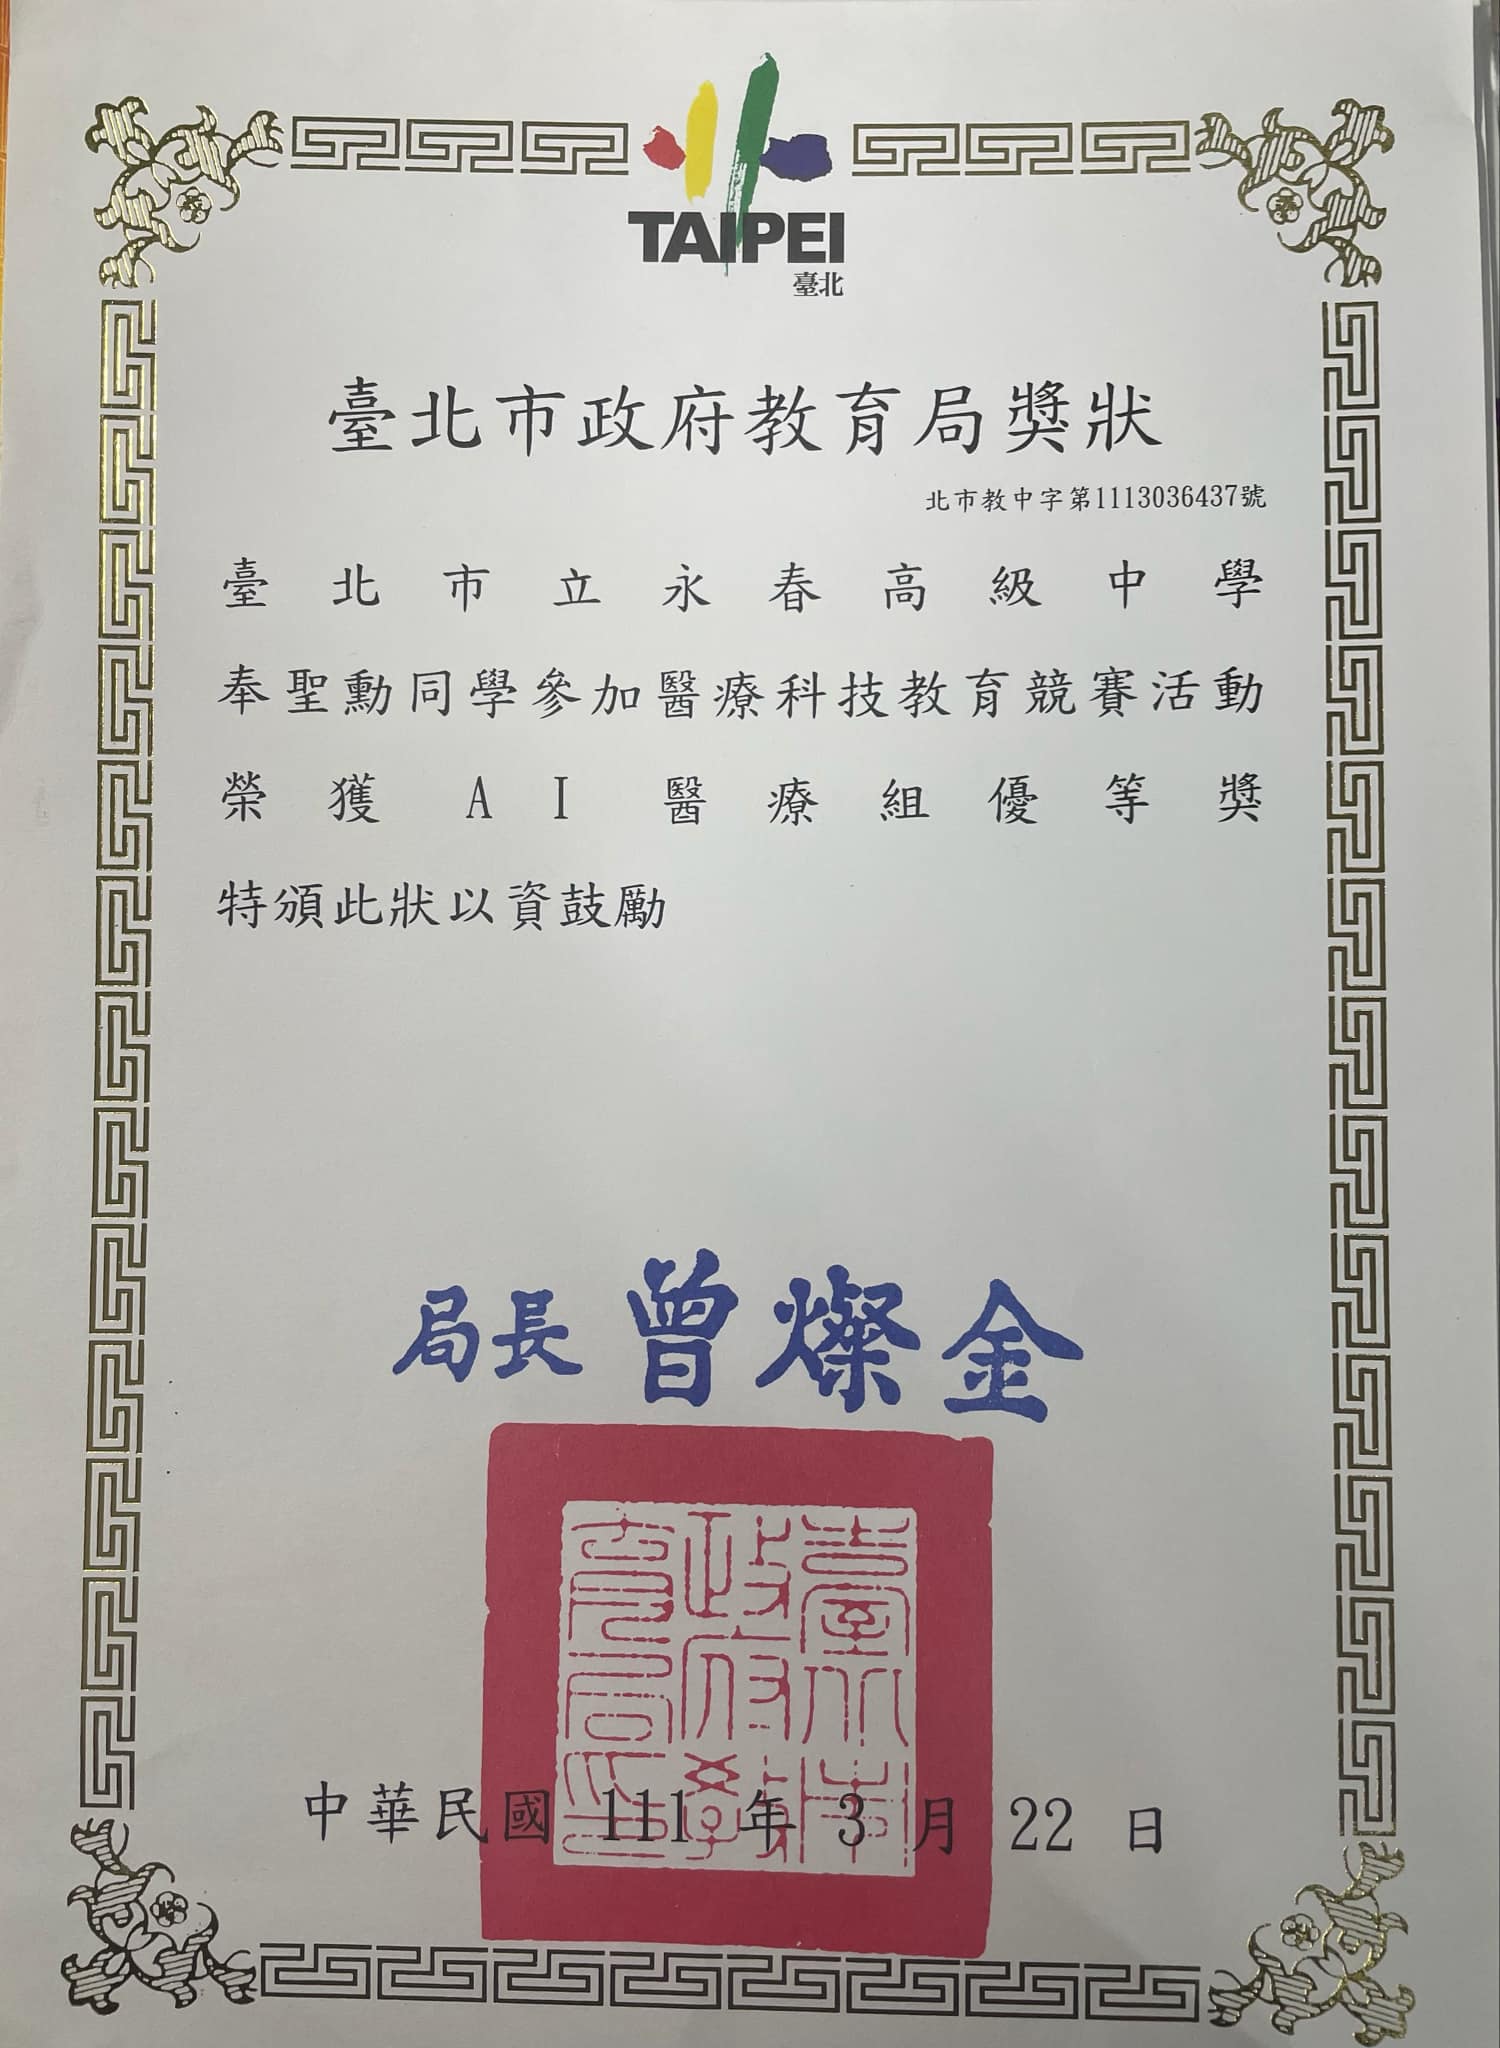 TAIPEI
臺北
臺北市政府教育局獎狀
北市教中字第1113036437號
臺北市立永春高級中學
奉聖勳同學參加醫療科技教育競賽活動
榮獲AI醫療組優等獎
特頒此狀以資鼓勵
局長 曾燦金
臺北市政府教育局印
中華民國 111 年 3 月 22 日